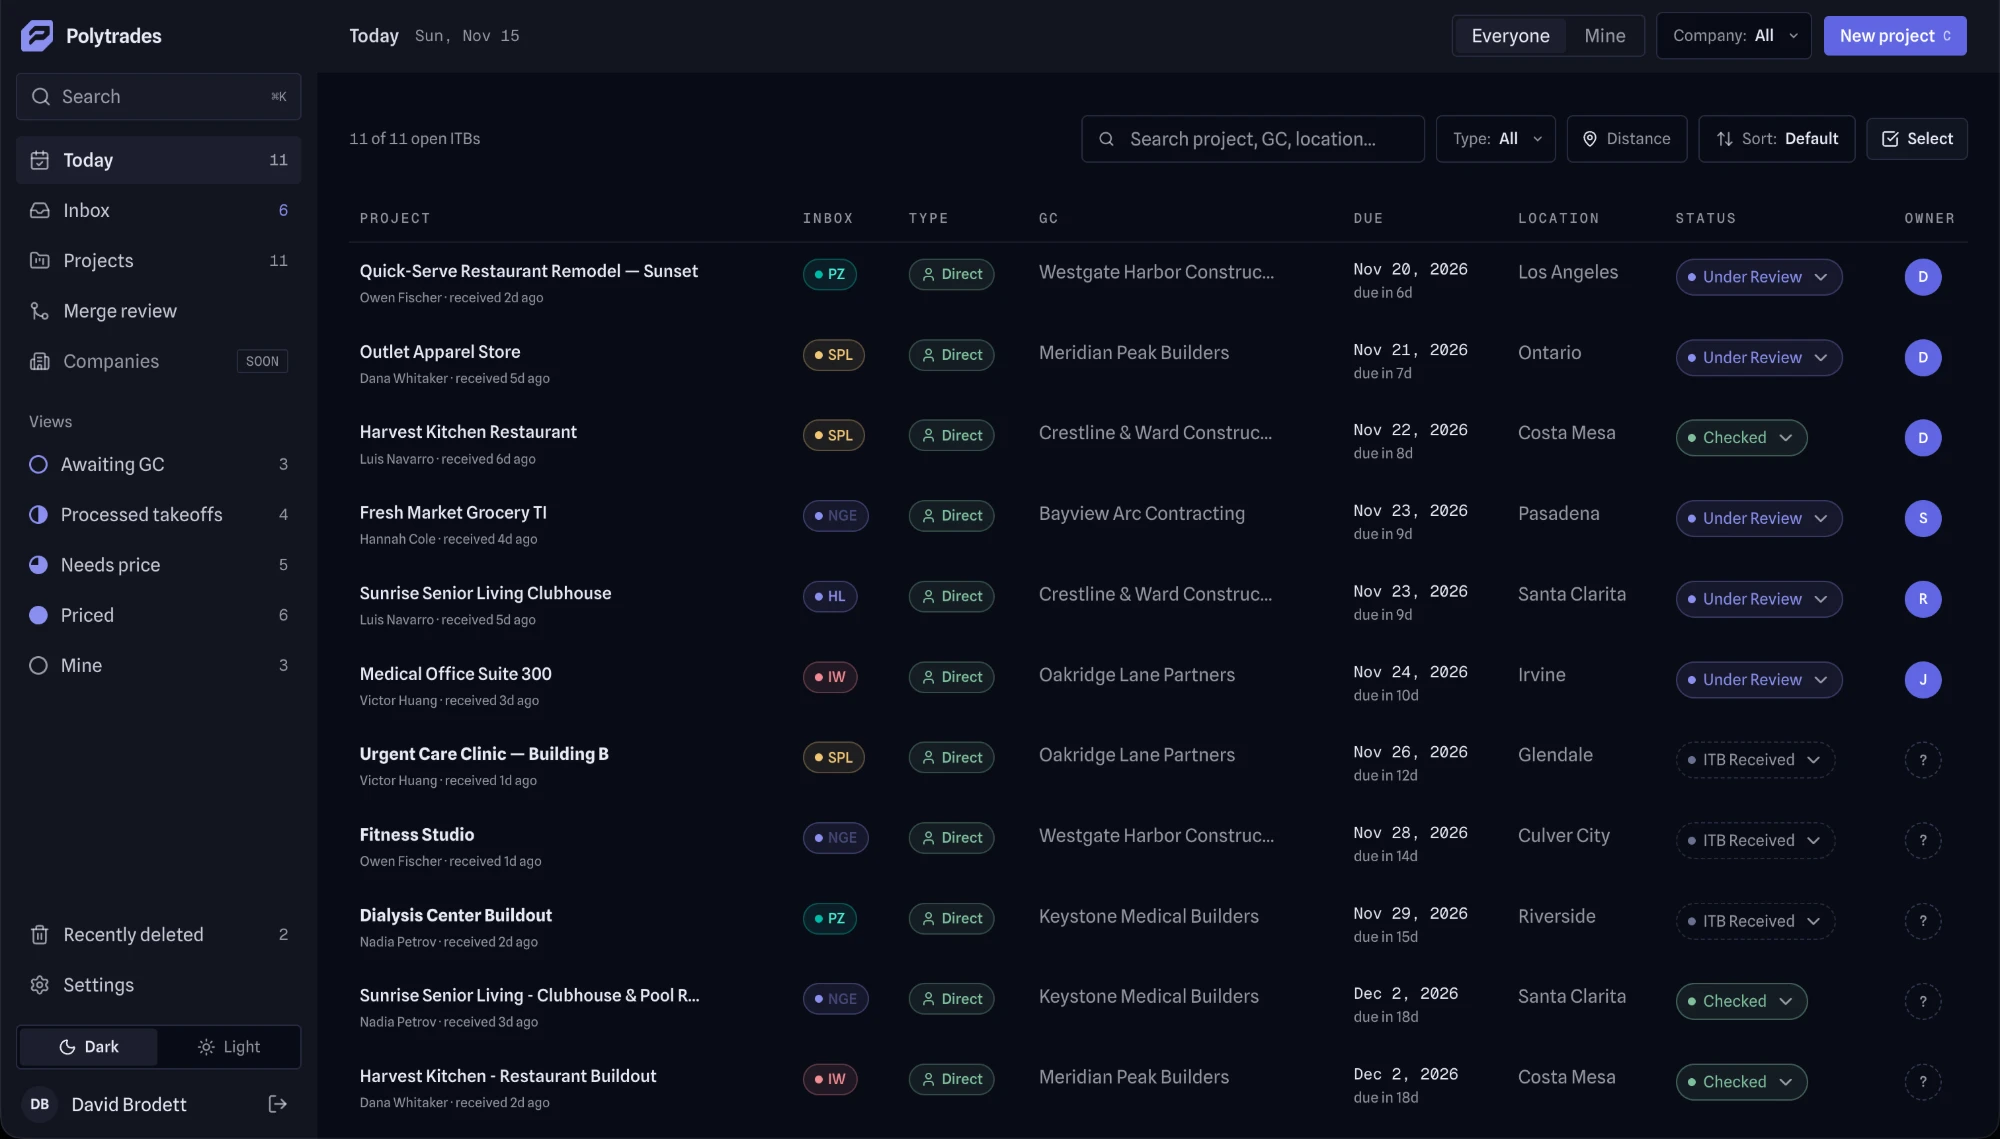 Polytrades
Search ⌘K
Today 11
Inbox 6
Projects 11
Merge review
Companies SOON
Views
Awaiting GC 3
Processed takeoffs 4
Needs price 5
Priced 6
Mine 3
Recently deleted 2
Settings
Dark Light
DB David Brodett
Today Sun, Nov 15
Everyone Mine Company: All New project C
11 of 11 open ITBs
Search project, GC, location... Type: All Distance Sort: Default Select
PROJECT INBOX TYPE GC DUE LOCATION STATUS OWNER
Quick-Serve Restaurant Remodel — Sunset PZ Direct Westgate Harbor Construc... Nov 20, 2026 Los Angeles Under Review D
Owen Fischer · received 2d ago due in 6d
Outlet Apparel Store SPL Direct Meridian Peak Builders Nov 21, 2026 Ontario Under Review D
Dana Whitaker · received 5d ago due in 7d
Harvest Kitchen Restaurant SPL Direct Crestline & Ward Construc... Nov 22, 2026 Costa Mesa Checked D
Luis Navarro · received 6d ago due in 8d
Fresh Market Grocery TI NGE Direct Bayview Arc Contracting Nov 23, 2026 Pasadena Under Review S
Hannah Cole · received 4d ago due in 9d
Sunrise Senior Living Clubhouse HL Direct Crestline & Ward Construc... Nov 23, 2026 Santa Clarita Under Review R
Luis Navarro · received 5d ago due in 9d
Medical Office Suite 300 IW Direct Oakridge Lane Partners Nov 24, 2026 Irvine Under Review J
Victor Huang · received 3d ago due in 10d
Urgent Care Clinic — Building B SPL Direct Oakridge Lane Partners Nov 26, 2026 Glendale ITB Received ?
Victor Huang · received 1d ago due in 12d
Fitness Studio NGE Direct Westgate Harbor Construc... Nov 28, 2026 Culver City ITB Received ?
Owen Fischer · received 1d ago due in 14d
Dialysis Center Buildout PZ Direct Keystone Medical Builders Nov 29, 2026 Riverside ITB Received ?
Nadia Petrov · received 2d ago due in 15d
Sunrise Senior Living - Clubhouse & Pool R... NGE Direct Keystone Medical Builders Dec 2, 2026 Santa Clarita Checked ?
Nadia Petrov · received 3d ago due in 18d
Harvest Kitchen - Restaurant Buildout IW Direct Meridian Peak Builders Dec 2, 2026 Costa Mesa Checked ?
Dana Whitaker · received 2d ago due in 18d